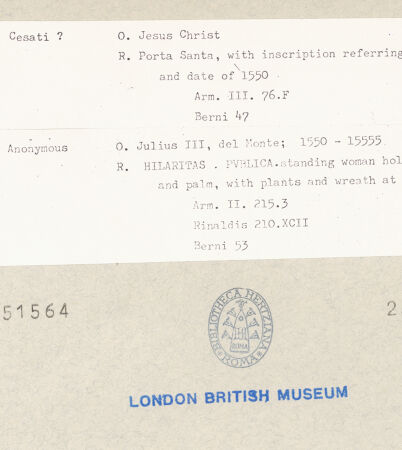 Cesati ? O. Jesus Christ
R. Porta Santa, with inscription referring
and date of 1550
Arm. III. 76.F
Berni 47
Anonymous O. Julius III, del Monte; 1550 - 15555
R. HILARITAS . PVBLICA.standing woman hol
and palm, with plants and wreath at
Arm. II. 215.3
Rinaldis 210.XCII
Berni 53
51564 2
BIBLIOTHECA HERTZIANA
ROMA
ROMA
LONDON BRITISH MUSEUM